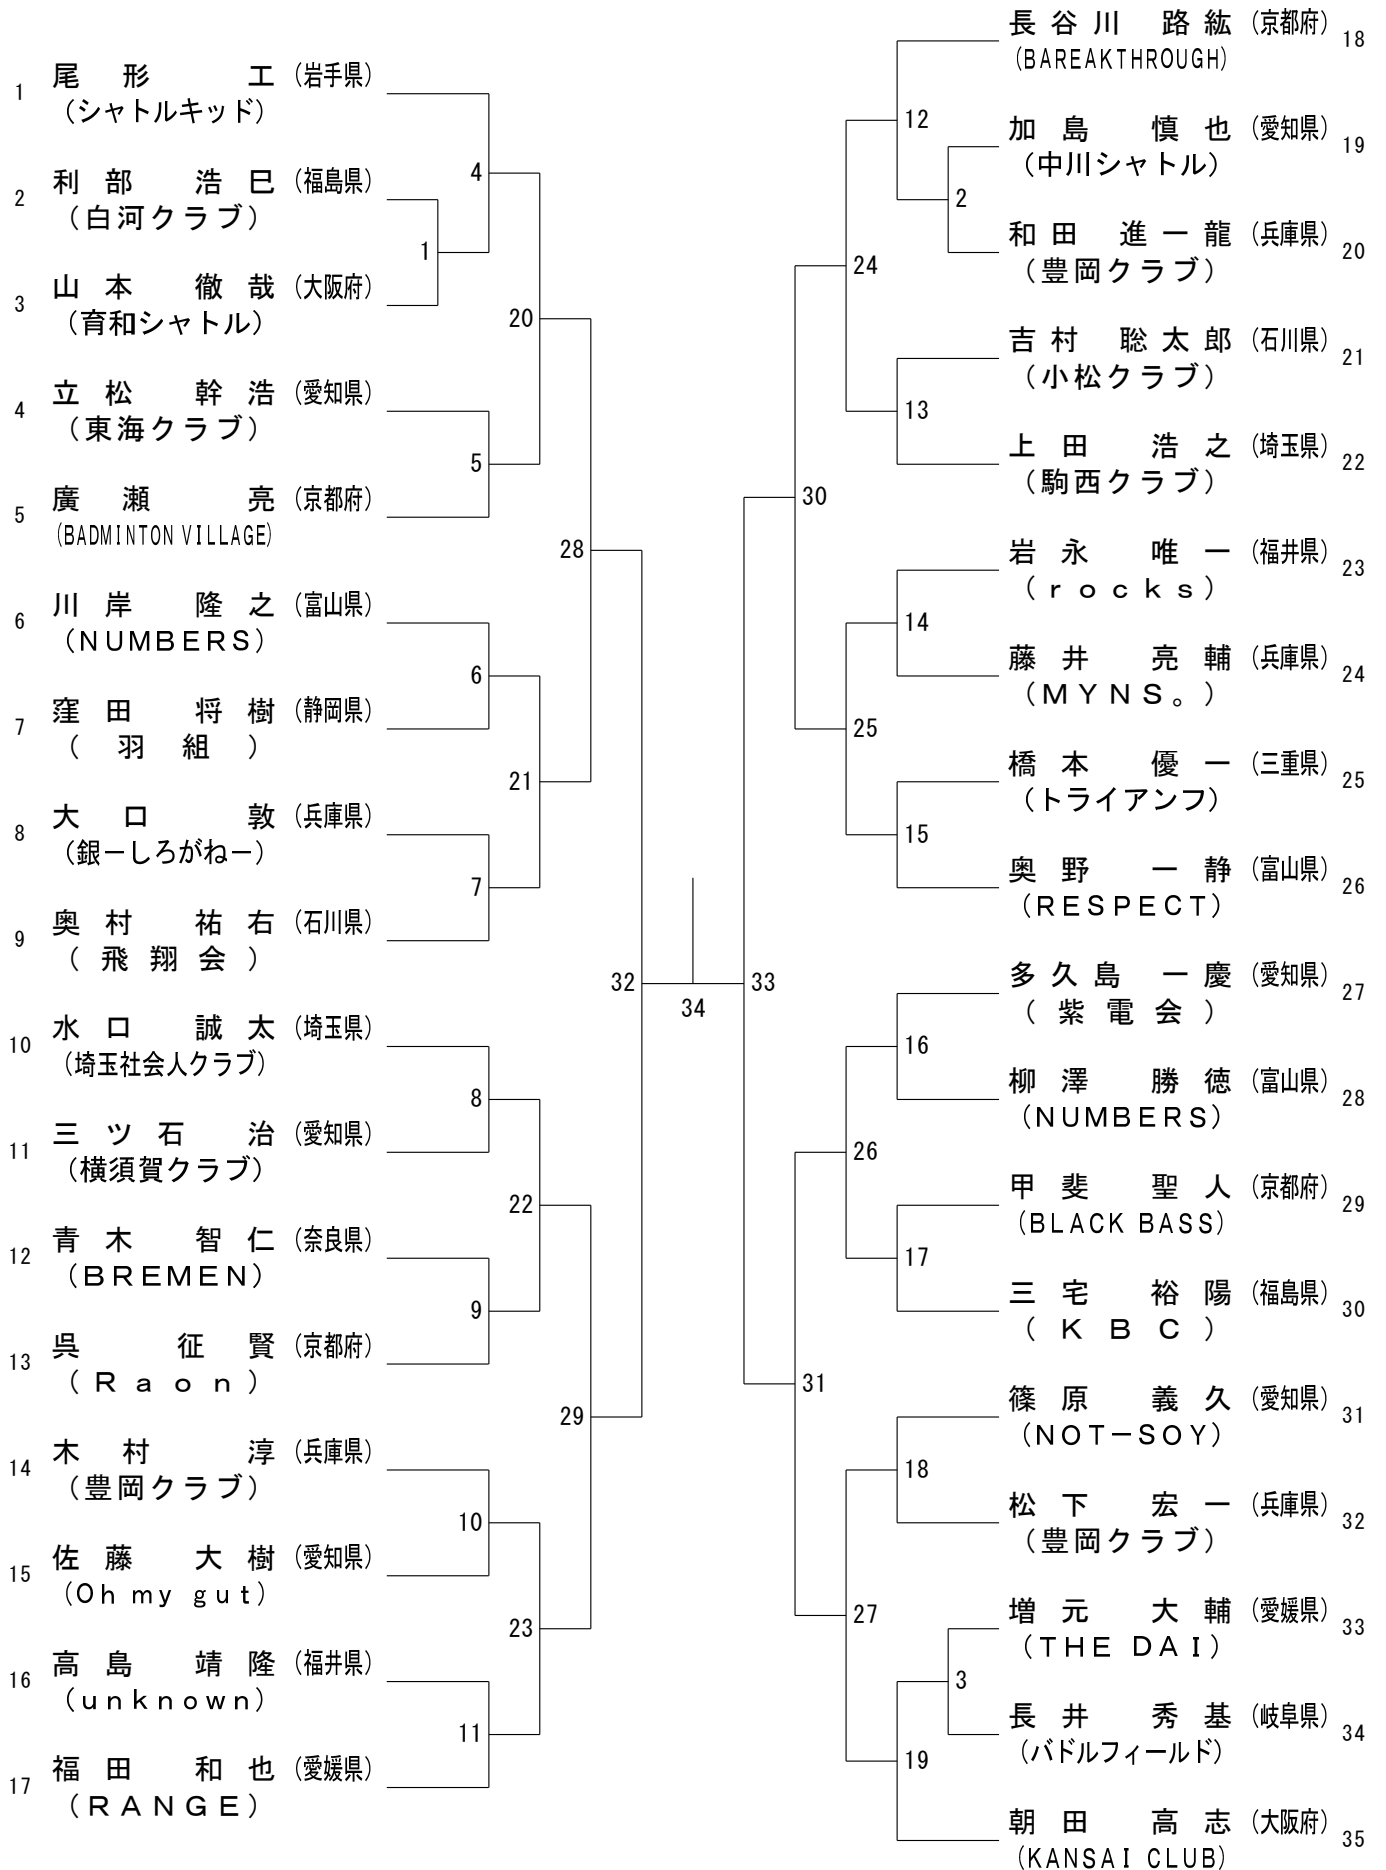 1 尾形 工 (岩手県)
(シャトルキッド)
2 利部 浩巳 (福島県)
(白河クラブ)
3 山本 徹哉 (大阪府)
(育和シャトル)
4 立松 幹浩 (愛知県)
(東海クラブ)
5 廣瀬 亮 (京都府)
(BADMINTON VILLAGE)
6 川岸 隆之 (富山県)
(NUMBERS)
7 窪田 将樹 (静岡県)
(羽組)
8 大口 敦 (兵庫県)
(銀ーしろがねー)
9 奥村 祐右 (石川県)
(飛翔会)
10 水口 誠太 (埼玉県)
(埼玉社会人クラブ)
11 三ツ石 治 (愛知県)
(横須賀クラブ)
12 青木 智仁 (奈良県)
(BREMEN)
13 呉 征賢 (京都府)
(Raon)
14 木村 淳 (兵庫県)
(豊岡クラブ)
15 佐藤 大樹 (愛知県)
(Oh my gut)
16 高島 靖隆 (福井県)
(unknown)
17 福田 和也 (愛媛県)
(RANGE)
1
4
5
6
7
8
9
10
11
20
21
22
23
28
29
32
34
33
30
31
24
25
26
27
12
13
14
15
16
17
18
19
2
3
長谷川 路紘 (京都府) 18
(BAREAKTHROUGH)
加島 慎也 (愛知県) 19
(中川シャトル)
和田 進一龍 (兵庫県) 20
(豊岡クラブ)
吉村 聡太郎 (石川県) 21
(小松クラブ)
上田 浩之 (埼玉県) 22
(駒西クラブ)
岩永 唯一 (福井県) 23
(rocks)
藤井 亮輔 (兵庫県) 24
(MYNS。)
橋本 優一 (三重県) 25
(トライアンフ)
奥野 一静 (富山県) 26
(RESPECT)
多久島 一慶 (愛知県) 27
(紫電会)
柳澤 勝徳 (富山県) 28
(NUMBERS)
甲斐 聖人 (京都府) 29
(BLACK BASS)
三宅 裕陽 (福島県) 30
(KBC)
篠原 義久 (愛知県) 31
(NOT－SOY)
松下 宏一 (兵庫県) 32
(豊岡クラブ)
増元 大輔 (愛媛県) 33
(THE DAI)
長井 秀基 (岐阜県) 34
(バドルフィールド)
朝田 高志 (大阪府) 35
(KANSAI CLUB)